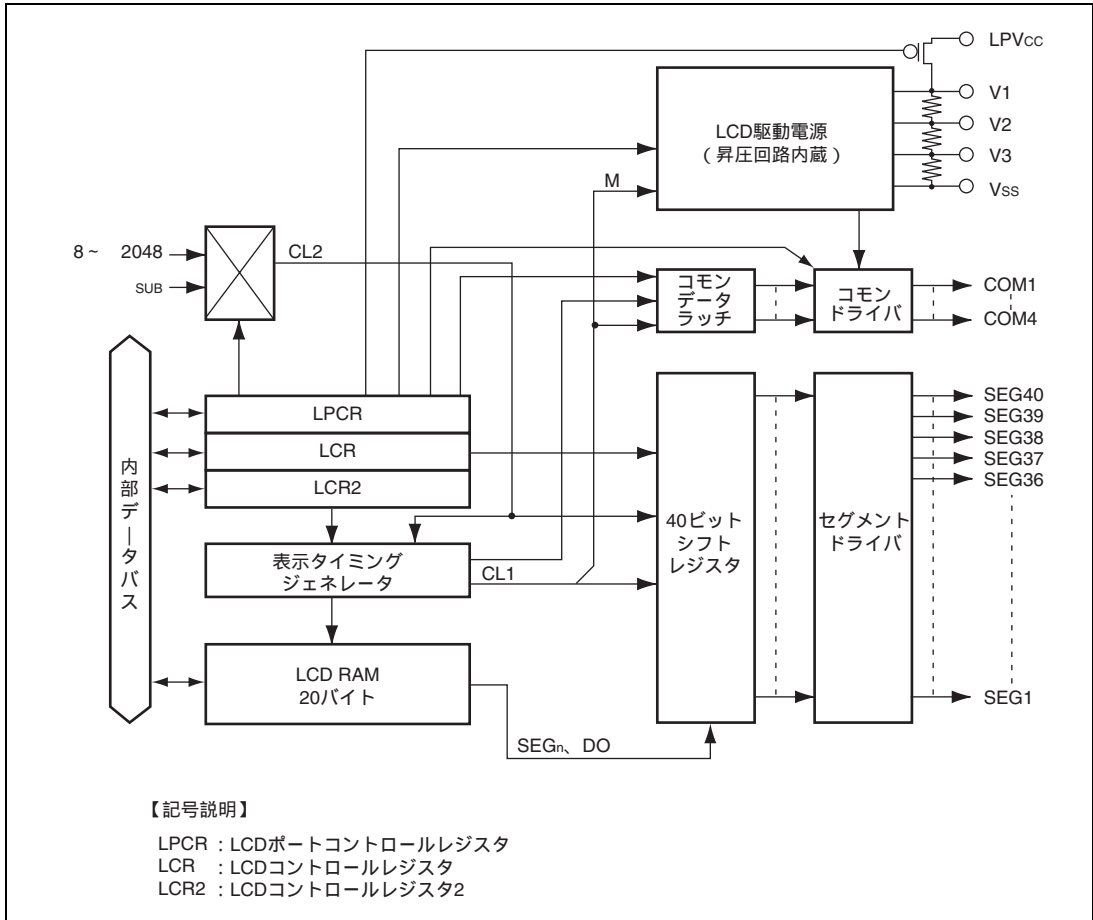 LPVCC
V1
V2
V3
VSS
LCD駆動電源
(昇圧回路内蔵)
M
8~ 2048
SUB
CL2
コモン
データ
ラッチ
コモン
ドライバ
COM1
COM4
内部データバス
LPCR
LCR
LCR2
表示タイミング
ジェネレータ
CL1
LCD RAM
20バイト
SEGn、DO
40ビット
シフト
レジスタ
セグメント
ドライバ
SEG40
SEG39
SEG38
SEG37
SEG36
SEG1
【記号説明】
LPCR :LCDポートコントロールレジスタ
LCR :LCDコントロールレジスタ
LCR2 :LCDコントロールレジスタ2